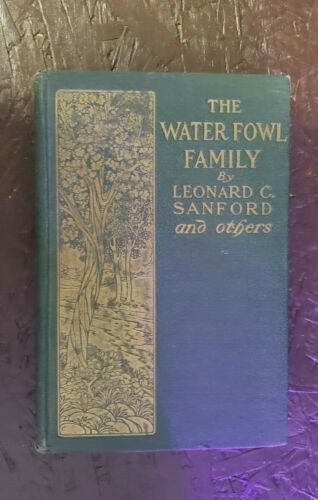 THE
WATER FOWL
FAMILY
By
LEONARD C.
SANFORD
and others